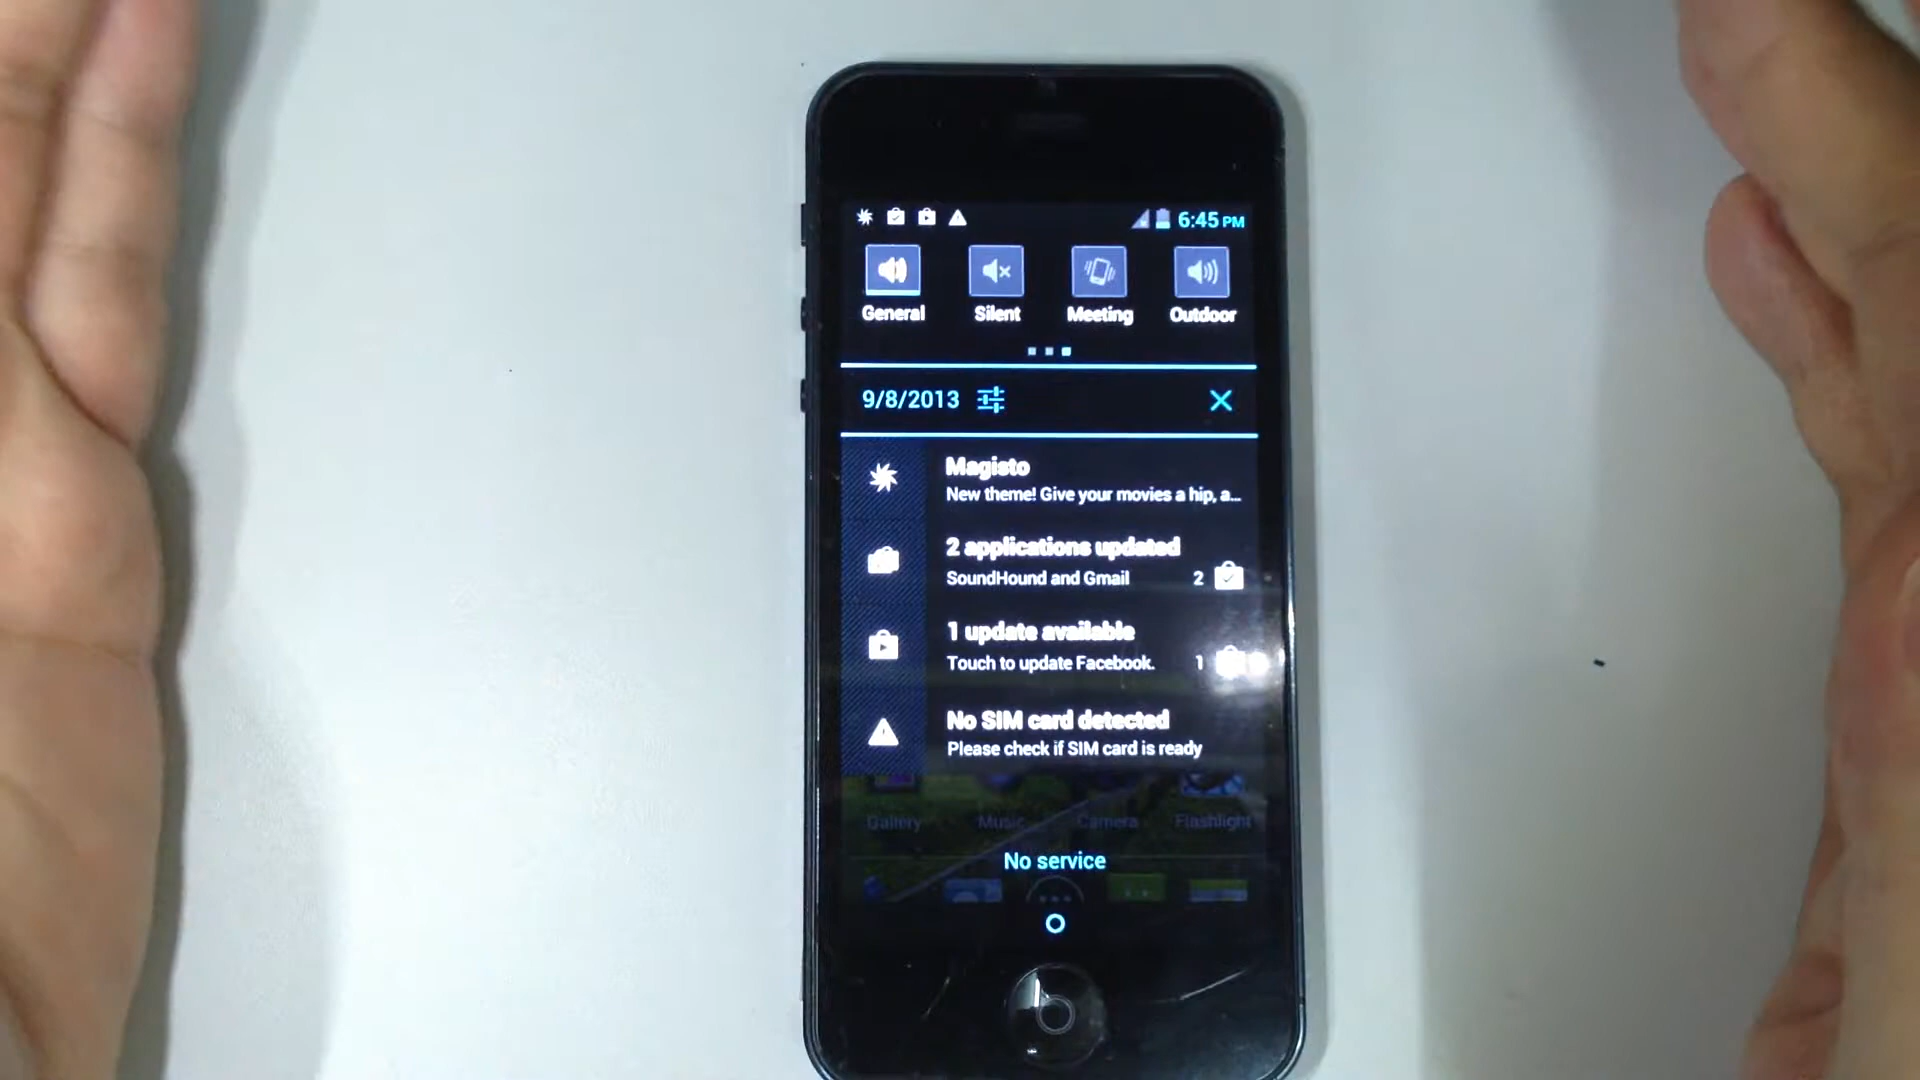 6:45 PM
General Silent Meeting Outdoor
9/8/2013
Magisto
New theme! Give your movies a hip, a...
2 applications updated
SoundHound and Gmail 2
1 update available
Touch to update Facebook. 1
No SIM card detected
Please check if SIM card is ready
Gallery Music Camera Flashlight
No service